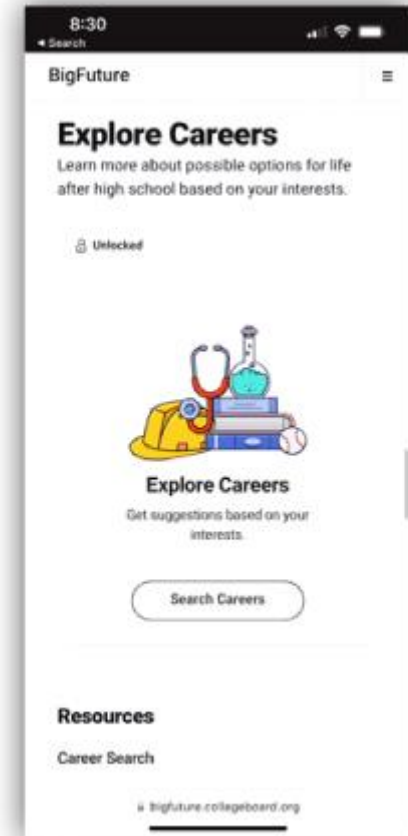 8:30
Search
BigFuture
Explore Careers
Learn more about possible options for life
after high school based on your interests.
Unlocked
Explore Careers
Get suggestions based on your
interests.
Search Careers
Resources
Career Search
bigfuture.collegeboard.org